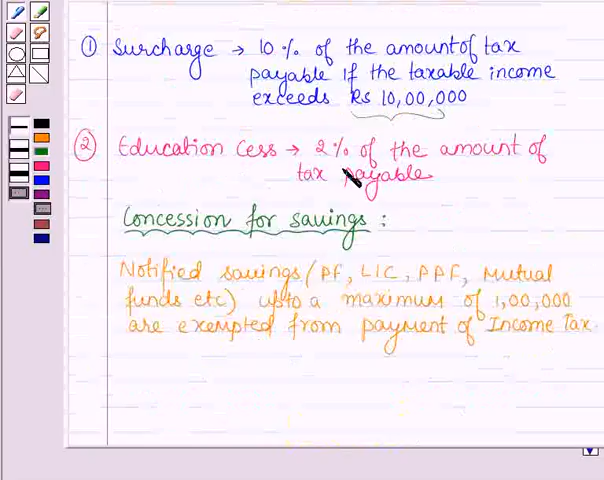 ① Surcharge → 10 % of the amount of tax
payable if the taxable income
exceeds Rs 10,00,000
② Education Cess → 2% of the amount of
tax payable
Concession for savings :
Notified savings (PF, LIC, PPF, Mutual
funds etc) upto a maximum of 1,00,000
are exempted from payment of Income Tax.